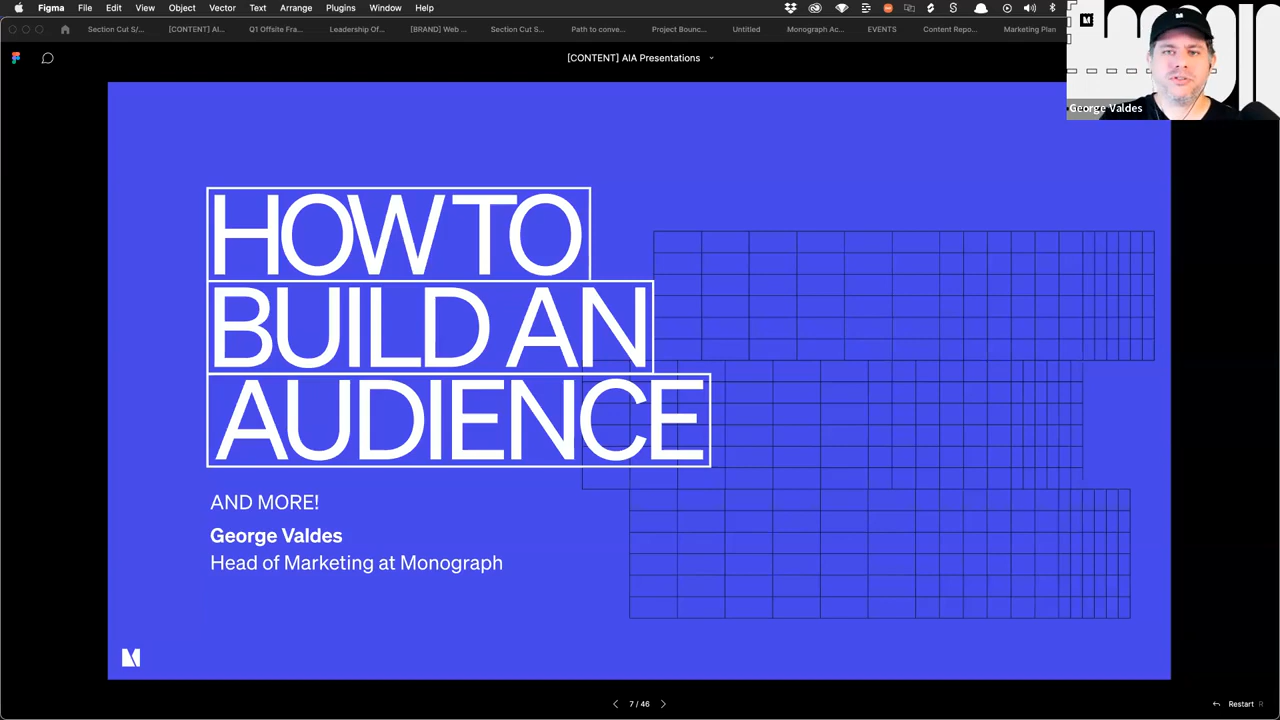 Figma File Edit View Text Object Vector Text Arrange Plugins Window Help
Section Cut S/... [CONTENT] AI... Q1 Offsite Fra... Leadership Of... [BRAND] Web ... Section Cut S... Path to conve... Project Bounc... Untitled Monograph Ac... EVENTS Content Repo... Marketing Plan
[CONTENT] AIA Presentations
George Valdes
HOW TO
BUILD AN
AUDIENCE
AND MORE!
George Valdes
Head of Marketing at Monograph
7 / 46
Restart R